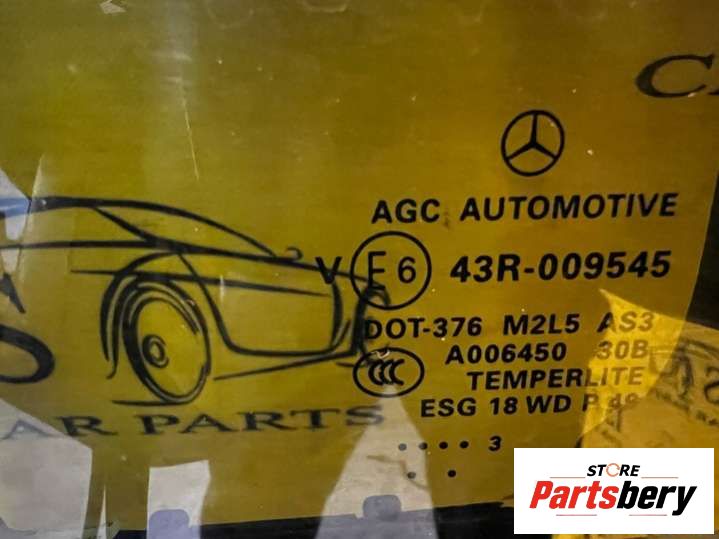 AGC AUTOMOTIVE
V E6 43R-009545
DOT-376 M2L5 AS3
A006450 30B
CCC
TEMPERLITE
ESG 18 WD
AR PARTS
•••• 3
• •
STORE
Partsbery